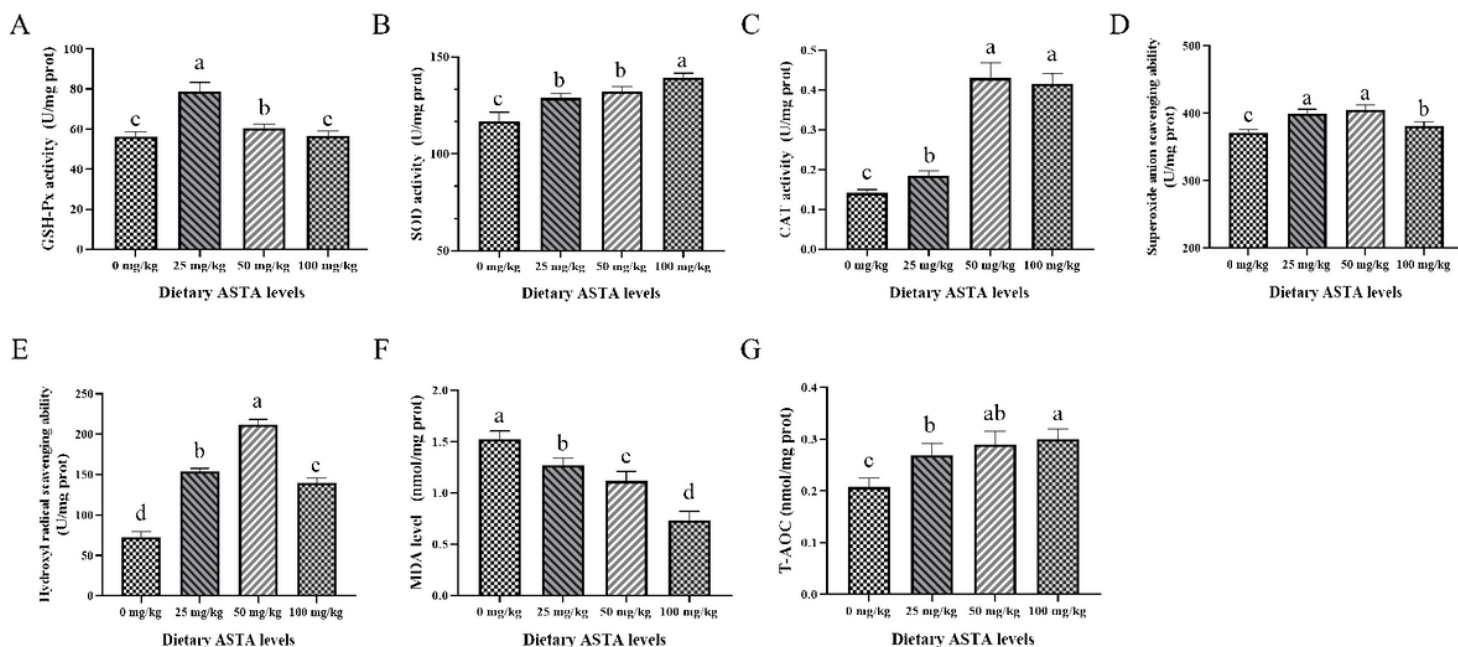 A
GSH-Px activity (U/mg prot)
100
80
60
40
20
0
c
a
b
c
0 mg/kg 25 mg/kg 50 mg/kg 100 mg/kg
Dietary ASTA levels
B
SOD activity (U/mg prot)
150
100
50
c
b
b
a
0 mg/kg 25 mg/kg 50 mg/kg 100 mg/kg
Dietary ASTA levels
C
CAT activity (U/mg prot)
0.5
0.4
0.3
0.2
0.1
0.0
c
b
a
a
0 mg/kg 25 mg/kg 50 mg/kg 100 mg/kg
Dietary ASTA levels
D
Superoxide anion scavenging ability
(U/mg prot)
500
400
300
200
c
a
a
b
0 mg/kg 25 mg/kg 50 mg/kg 100 mg/kg
Dietary ASTA levels
E
Hydroxyl radical scavenging ability
(U/mg prot)
250
200
150
100
50
0
d
b
a
c
0 mg/kg 25 mg/kg 50 mg/kg 100 mg/kg
Dietary ASTA levels
F
MDA level (nmol/mg prot)
2.0
1.5
1.0
0.5
0.0
a
b
c
d
0 mg/kg 25 mg/kg 50 mg/kg 100 mg/kg
Dietary ASTA levels
G
T-AOC (nmol/mg prot)
0.4
0.3
0.2
0.1
0.0
c
b
ab
a
0 mg/kg 25 mg/kg 50 mg/kg 100 mg/kg
Dietary ASTA levels